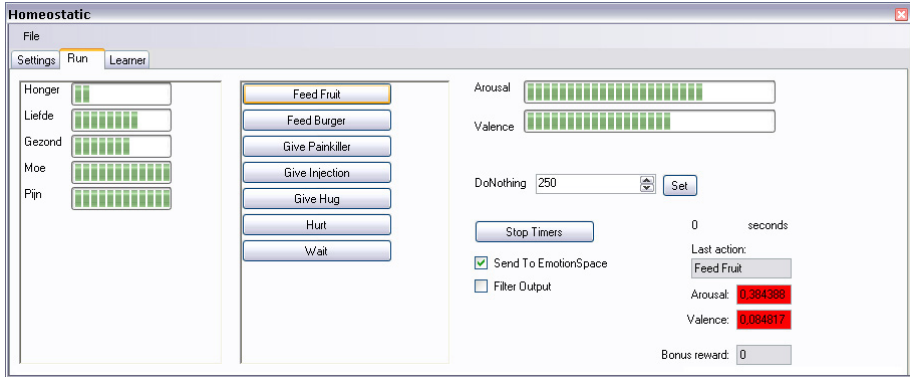 Homeostatic
File
Settings Run Learner
Honger
Liefde
Gezond
Moe
Pijn
Feed Fruit
Feed Burger
Give Painkiller
Give Injection
Give Hug
Hurt
Wait
Arousal
Valence
DoNothing 250 Set
Stop Timers
Send To EmotionSpace
Filter Output
0 seconds
Last action:
Feed Fruit
Arousal: 0,384388
Valence: 0,084817
Bonus reward: 0